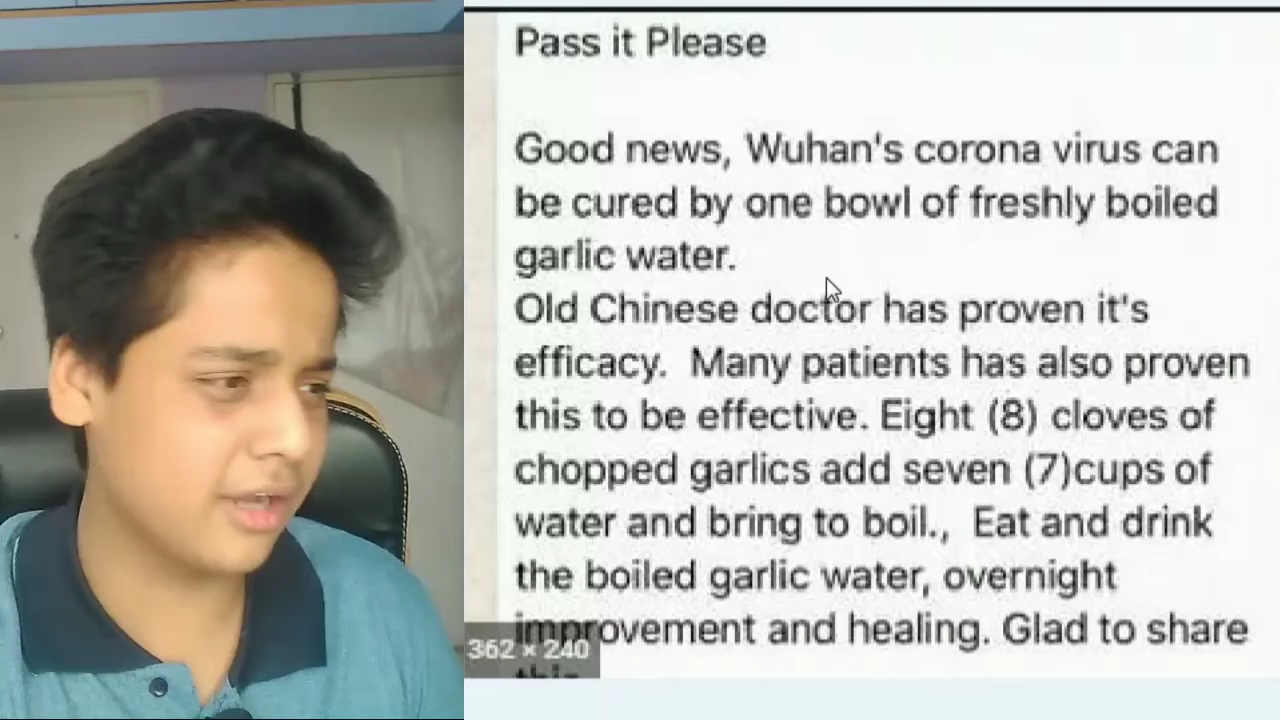 Pass it Please
Good news, Wuhan's corona virus can
be cured by one bowl of freshly boiled
garlic water.
Old Chinese doctor has proven it's
efficacy. Many patients has also proven
this to be effective. Eight (8) cloves of
chopped garlics add seven (7)cups of
water and bring to boil., Eat and drink
the boiled garlic water, overnight
improvement and healing. Glad to share
362 × 240